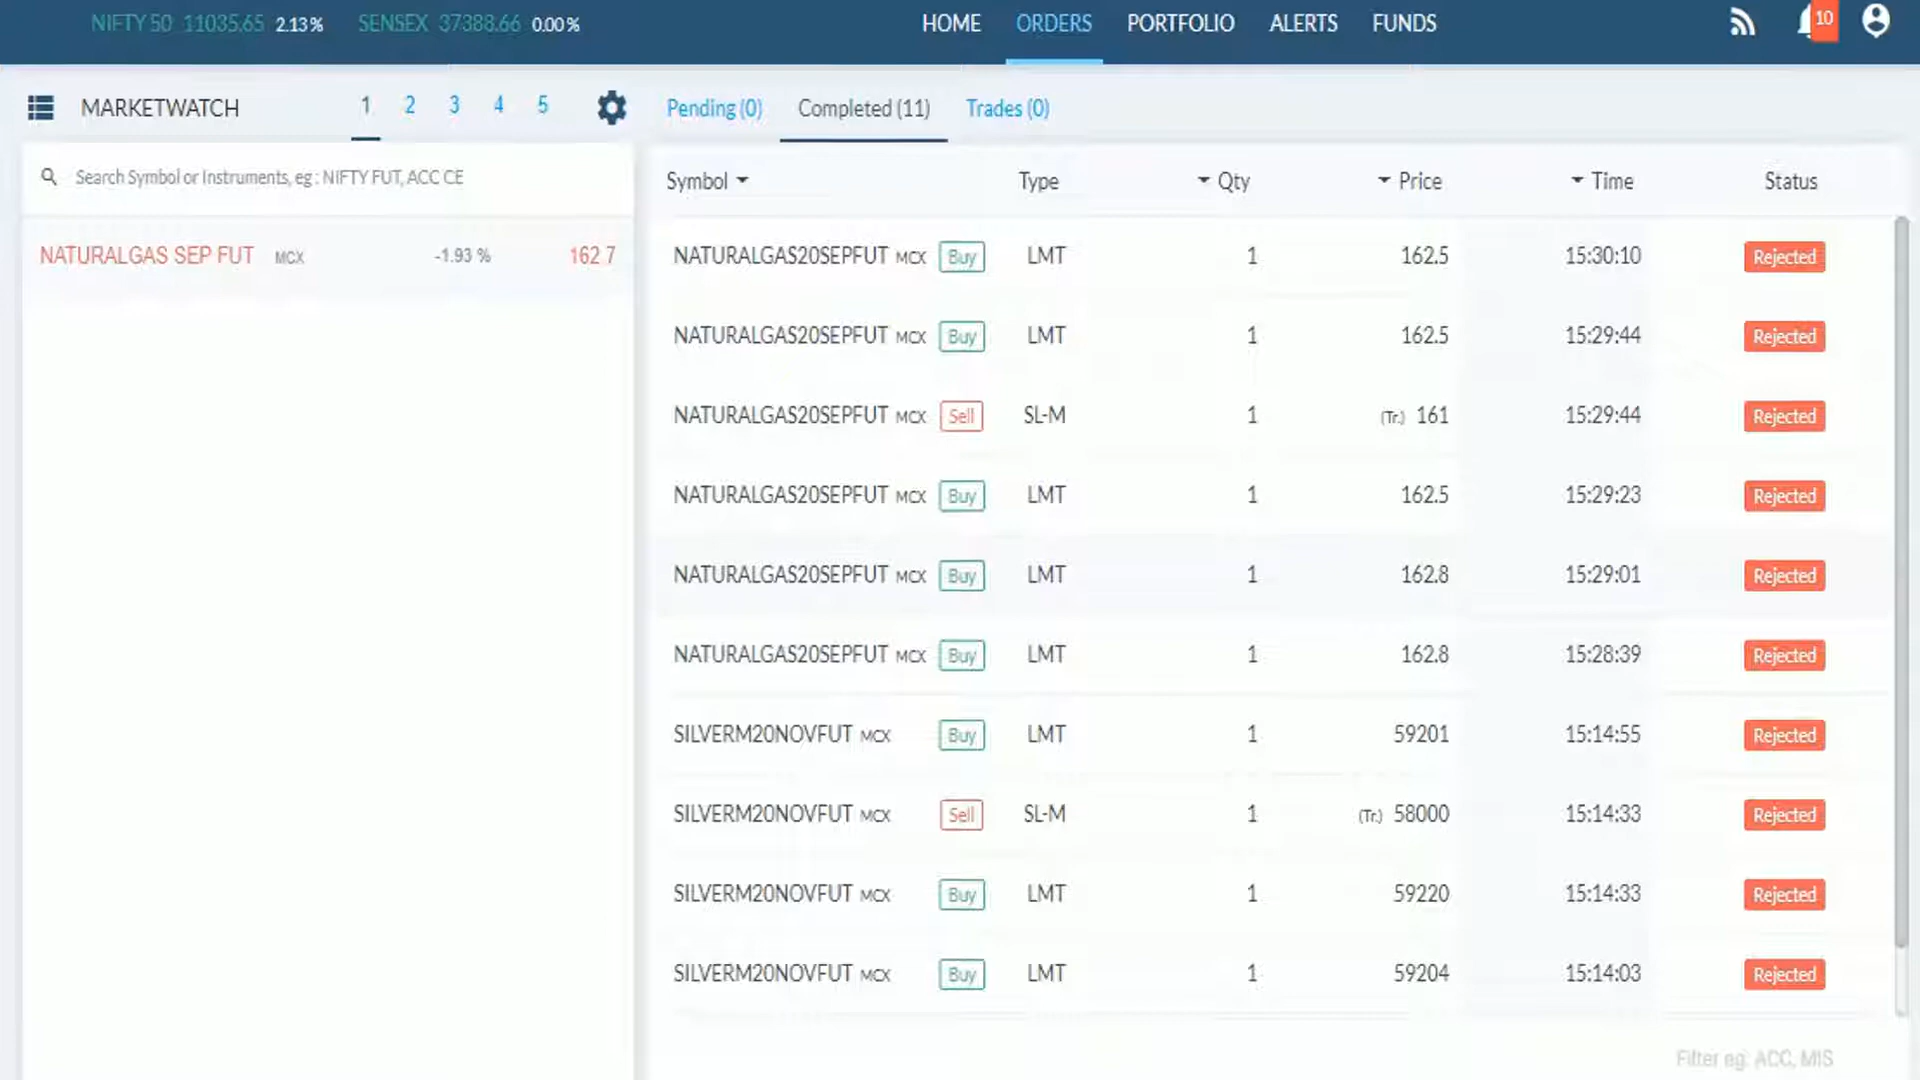 NIFTY 50 11035.65 2.13% SENSEX 37388.66 0.00% HOME ORDERS PORTFOLIO ALERTS FUNDS 10
MARKETWATCH 1 2 3 4 5
Pending (0) Completed (11) Trades (0)
Search Symbol or Instruments, eg : NIFTY FUT, ACC CE
NATURALGAS SEP FUT MCX -1.93 % 162.7
Symbol Type Qty Price Time Status
NATURALGAS20SEPFUT MCX Buy LMT 1 162.5 15:30:10 Rejected
NATURALGAS20SEPFUT MCX Buy LMT 1 162.5 15:29:44 Rejected
NATURALGAS20SEPFUT MCX Sell SL-M 1 (Tr.) 161 15:29:44 Rejected
NATURALGAS20SEPFUT MCX Buy LMT 1 162.5 15:29:23 Rejected
NATURALGAS20SEPFUT MCX Buy LMT 1 162.8 15:29:01 Rejected
NATURALGAS20SEPFUT MCX Buy LMT 1 162.8 15:28:39 Rejected
SILVERM20NOVFUT MCX Buy LMT 1 59201 15:14:55 Rejected
SILVERM20NOVFUT MCX Sell SL-M 1 (Tr.) 58000 15:14:33 Rejected
SILVERM20NOVFUT MCX Buy LMT 1 59220 15:14:33 Rejected
SILVERM20NOVFUT MCX Buy LMT 1 59204 15:14:03 Rejected
Filter eg: ACC, MIS